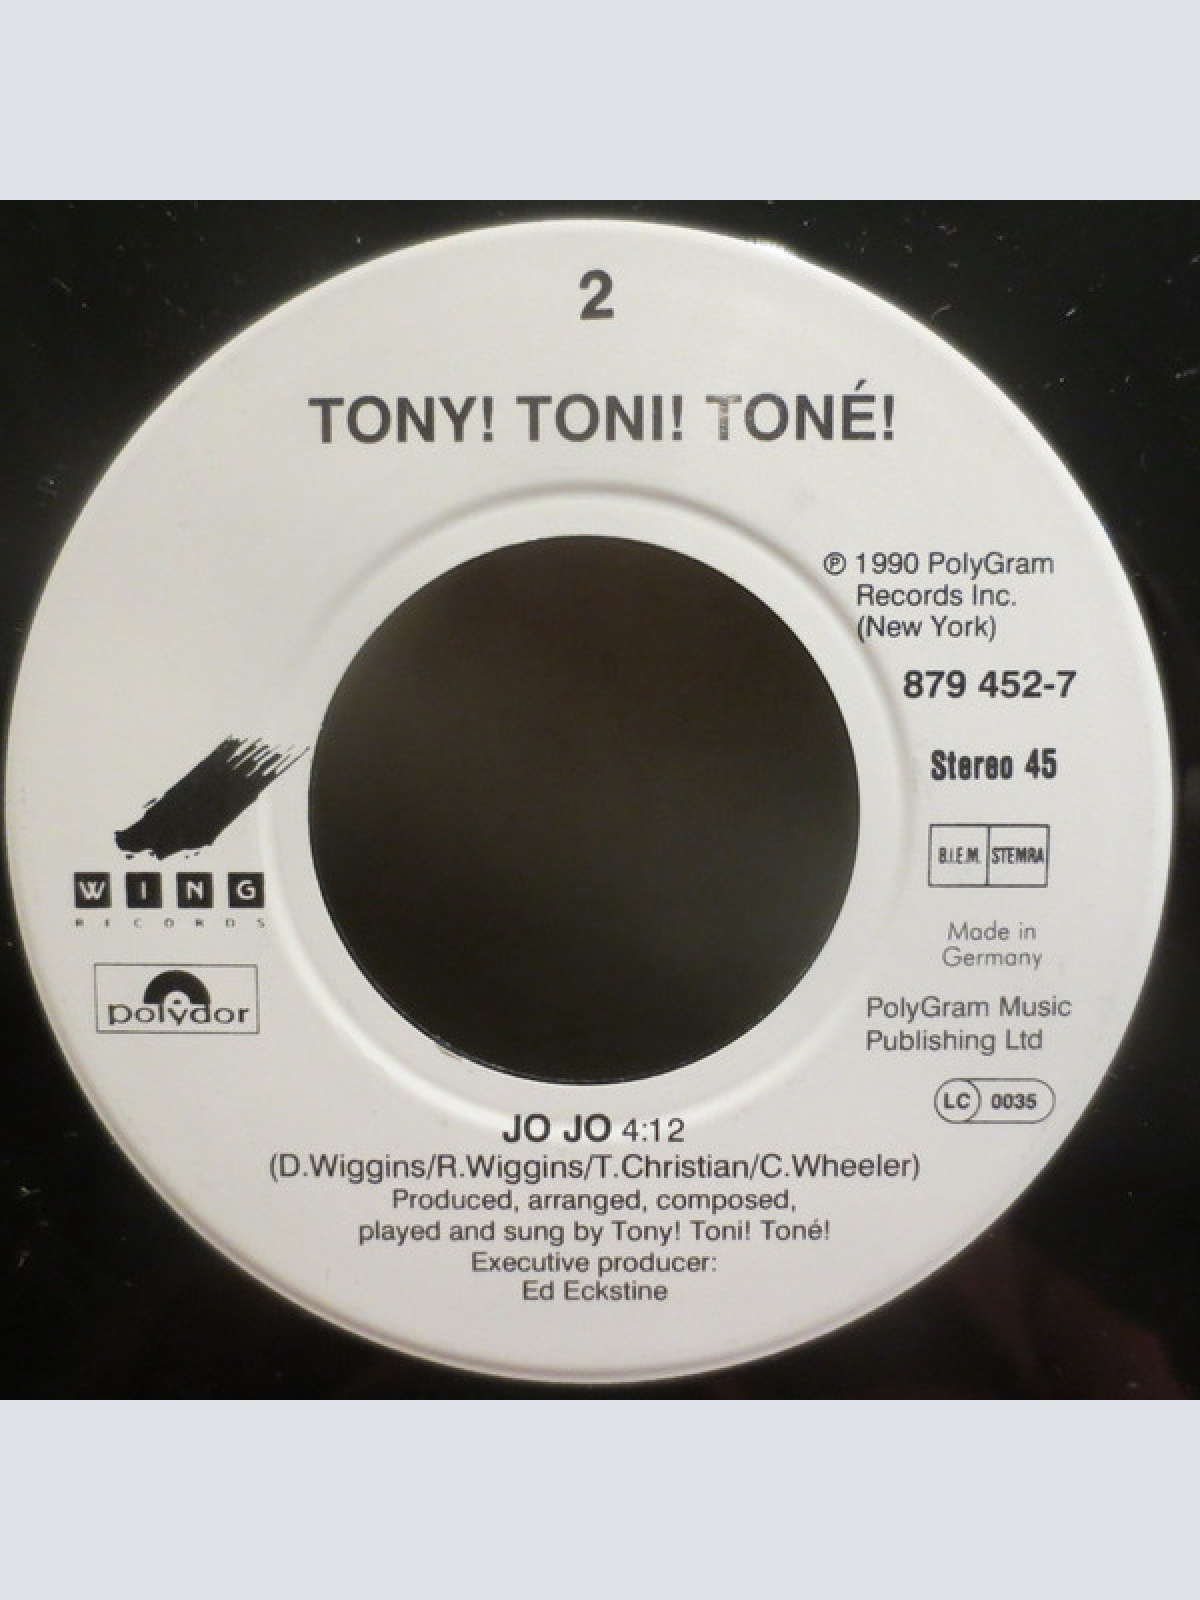 2
TONY! TONI! TONÉ!
℗ 1990 PolyGram
Records Inc.
(New York)
879 452-7
Stereo 45
B.I.E.M. STEMRA
Made in
Germany
PolyGram Music
Publishing Ltd
LC 0035
WING
RECORDS
polydor
JO JO 4:12
(D.Wiggins/R.Wiggins/T.Christian/C.Wheeler)
Produced, arranged, composed,
played and sung by Tony! Toni! Toné!
Executive producer:
Ed Eckstine